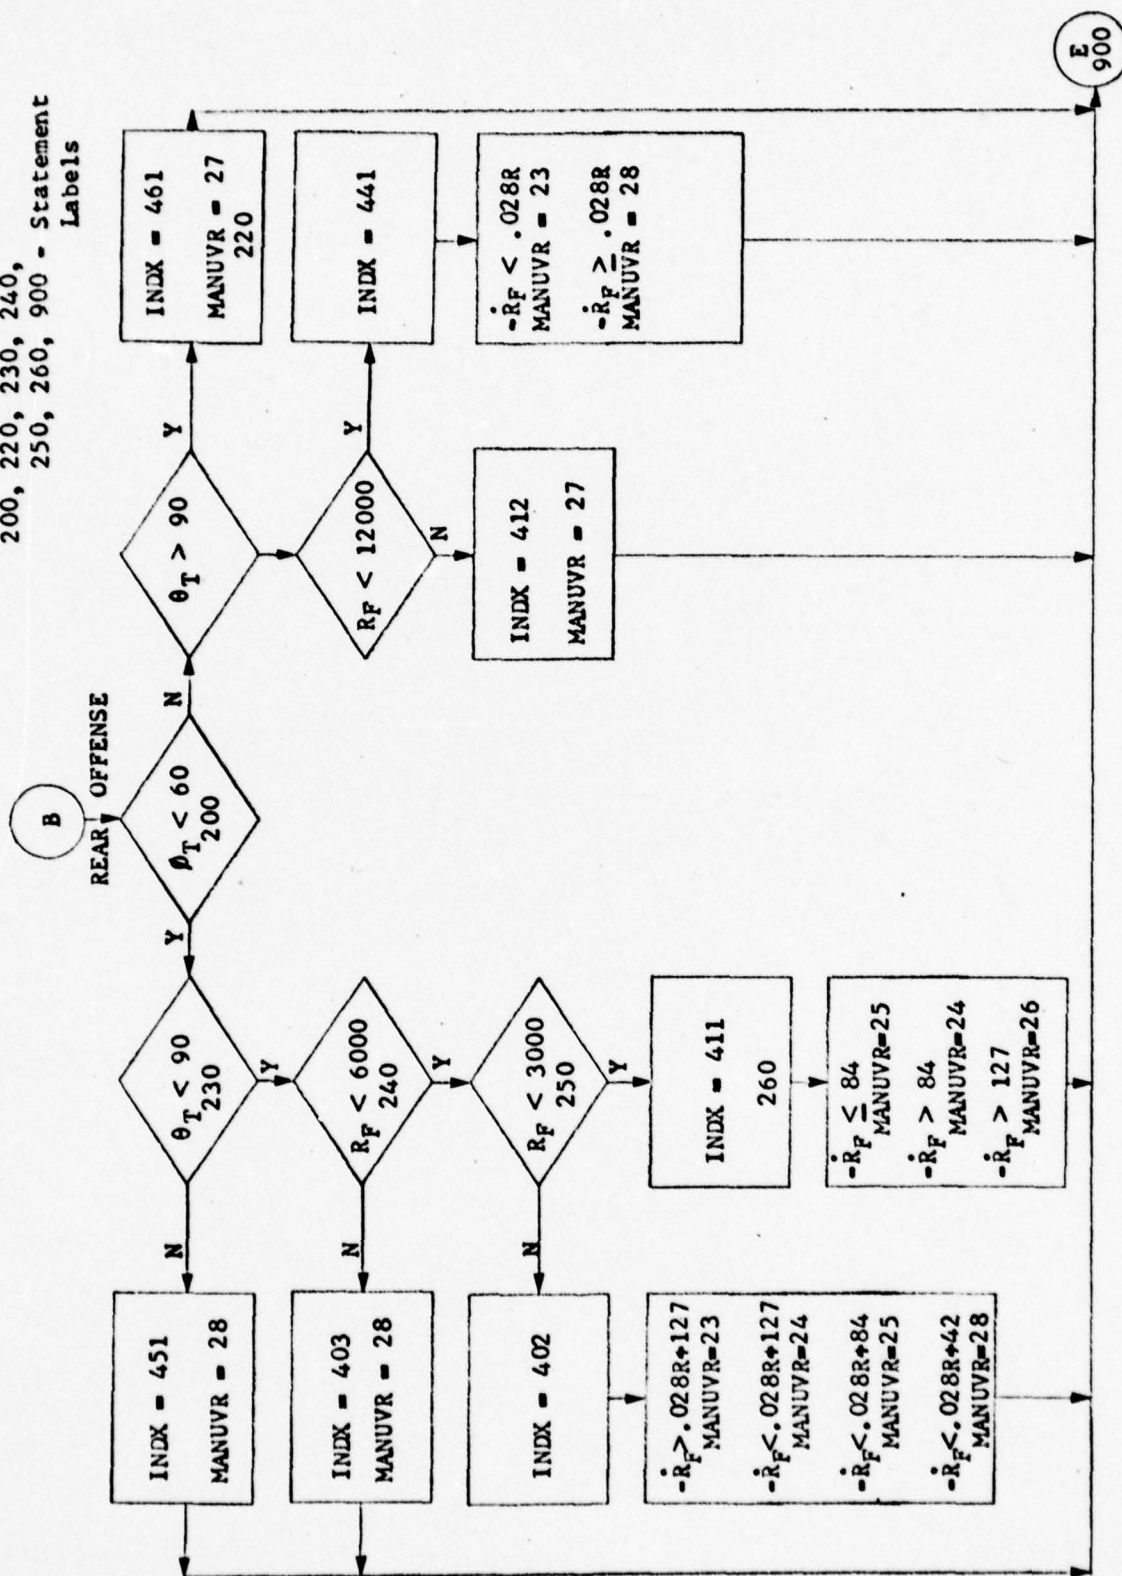 200, 220, 230, 240,
250, 260, 900 - Statement
Labels
B
REAR OFFENSE
Y
N
ØT < 60
200
θT < 90
230
N
Y
θT > 90
Y
INDX = 451
MANUVR = 28
INDX = 461
MANUVR = 27
220
RF < 6000
240
N
Y
RF < 12000
Y
N
INDX = 403
MANUVR = 28
INDX = 441
RF < 3000
250
N
Y
INDX = 402
INDX = 412
MANUVR = 27
-ṘF < .028R
MANUVR = 23
-ṘF ≥ .028R
MANUVR = 28
INDX = 411
260
-ṘF>.028R+127
MANUVR=23
-ṘF<.028R+127
MANUVR=24
-ṘF<.028R+84
MANUVR=25
-ṘF<.028R+42
MANUVR=28
-ṘF ≤ 84
MANUVR=25
-ṘF > 84
MANUVR=24
-ṘF > 127
MANUVR=26
E
900